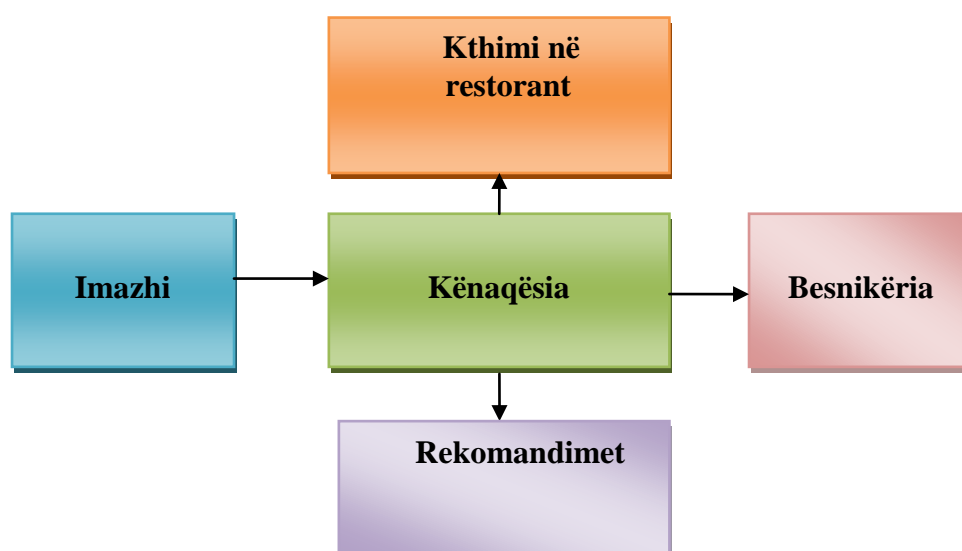 Kthimi në
restorant
Imazhi
Kënaqësia
Besnikëria
Rekomandimet